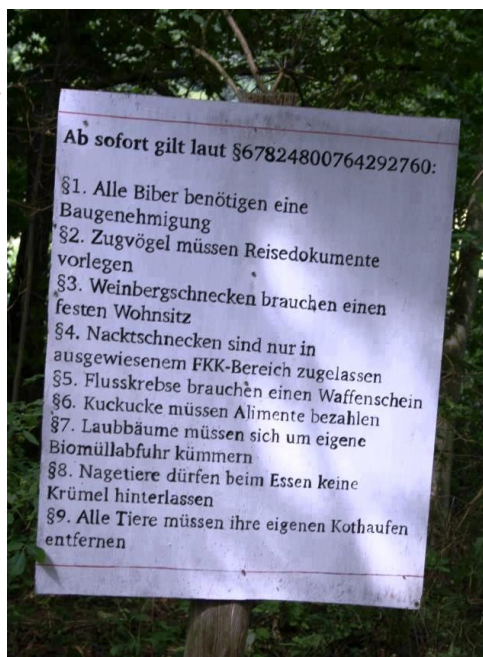 Ab sofort gilt laut §67824800764292760:
§1. Alle Biber benötigen eine
Baugenehmigung
§2. Zugvögel müssen Reisedokumente
vorlegen
§3. Weinbergschnecken brauchen einen
festen Wohnsitz
§4. Nacktschnecken sind nur in
ausgewiesenem FKK-Bereich zugelassen
§5. Flusskrebse brauchen einen Waffenschein
§6. Kuckucke müssen Alimente bezahlen
§7. Laubbäume müssen sich um eigene
Biomüllabfuhr kümmern
§8. Nagetiere dürfen beim Essen keine
Krümel hinterlassen
§9. Alle Tiere müssen ihre eigenen Kothaufen
entfernen